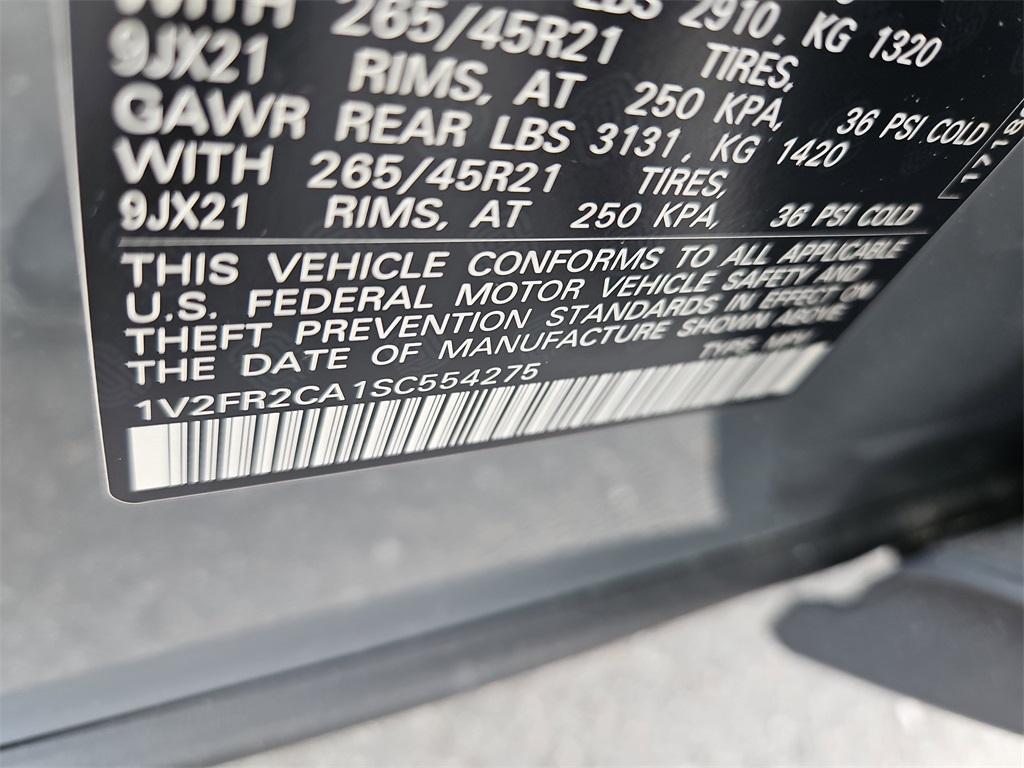 WITH 265/45R21 LBS 2910, KG 1320
9JX21 RIMS, AT TIRES,
250 KPA, 36 PSI COLD
GAWR REAR LBS 3131, KG 1420
WITH 265/45R21 TIRES,
9JX21 RIMS, AT 250 KPA, 36 PSI COLD
THIS VEHICLE CONFORMS TO ALL APPLICABLE
U.S. FEDERAL MOTOR VEHICLE SAFETY AND
THEFT PREVENTION STANDARDS IN EFFECT ON
THE DATE OF MANUFACTURE SHOWN ABOVE
1V2FR2CA1SC554275 TYPE: MPV